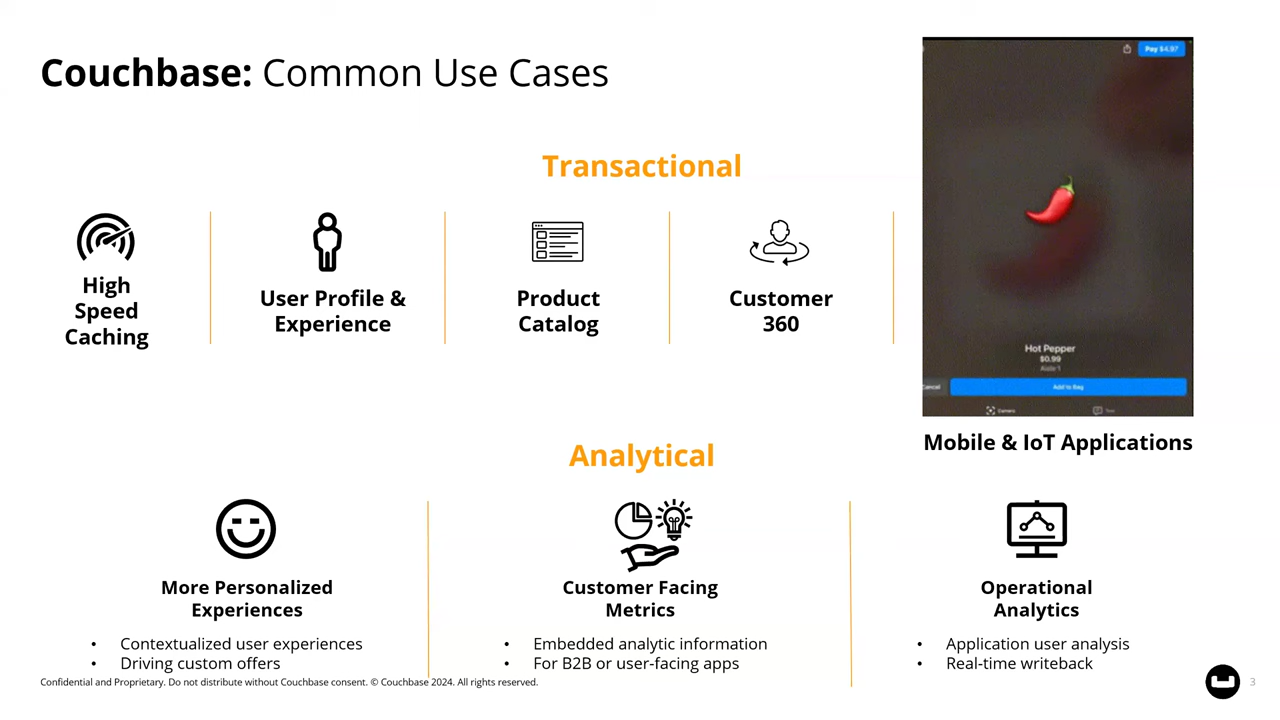 Couchbase: Common Use Cases
Pay $4.97
Transactional
High
Speed
Caching
User Profile &
Experience
Product
Catalog
Customer
360
Hot Pepper
$0.99
Aisle 1
Cancel
Add to Bag
Camera
Text
Mobile & IoT Applications
Analytical
More Personalized
Experiences
• Contextualized user experiences
• Driving custom offers
Customer Facing
Metrics
• Embedded analytic information
• For B2B or user-facing apps
Operational
Analytics
• Application user analysis
• Real-time writeback
Confidential and Proprietary. Do not distribute without Couchbase consent. © Couchbase 2024. All rights reserved.
3